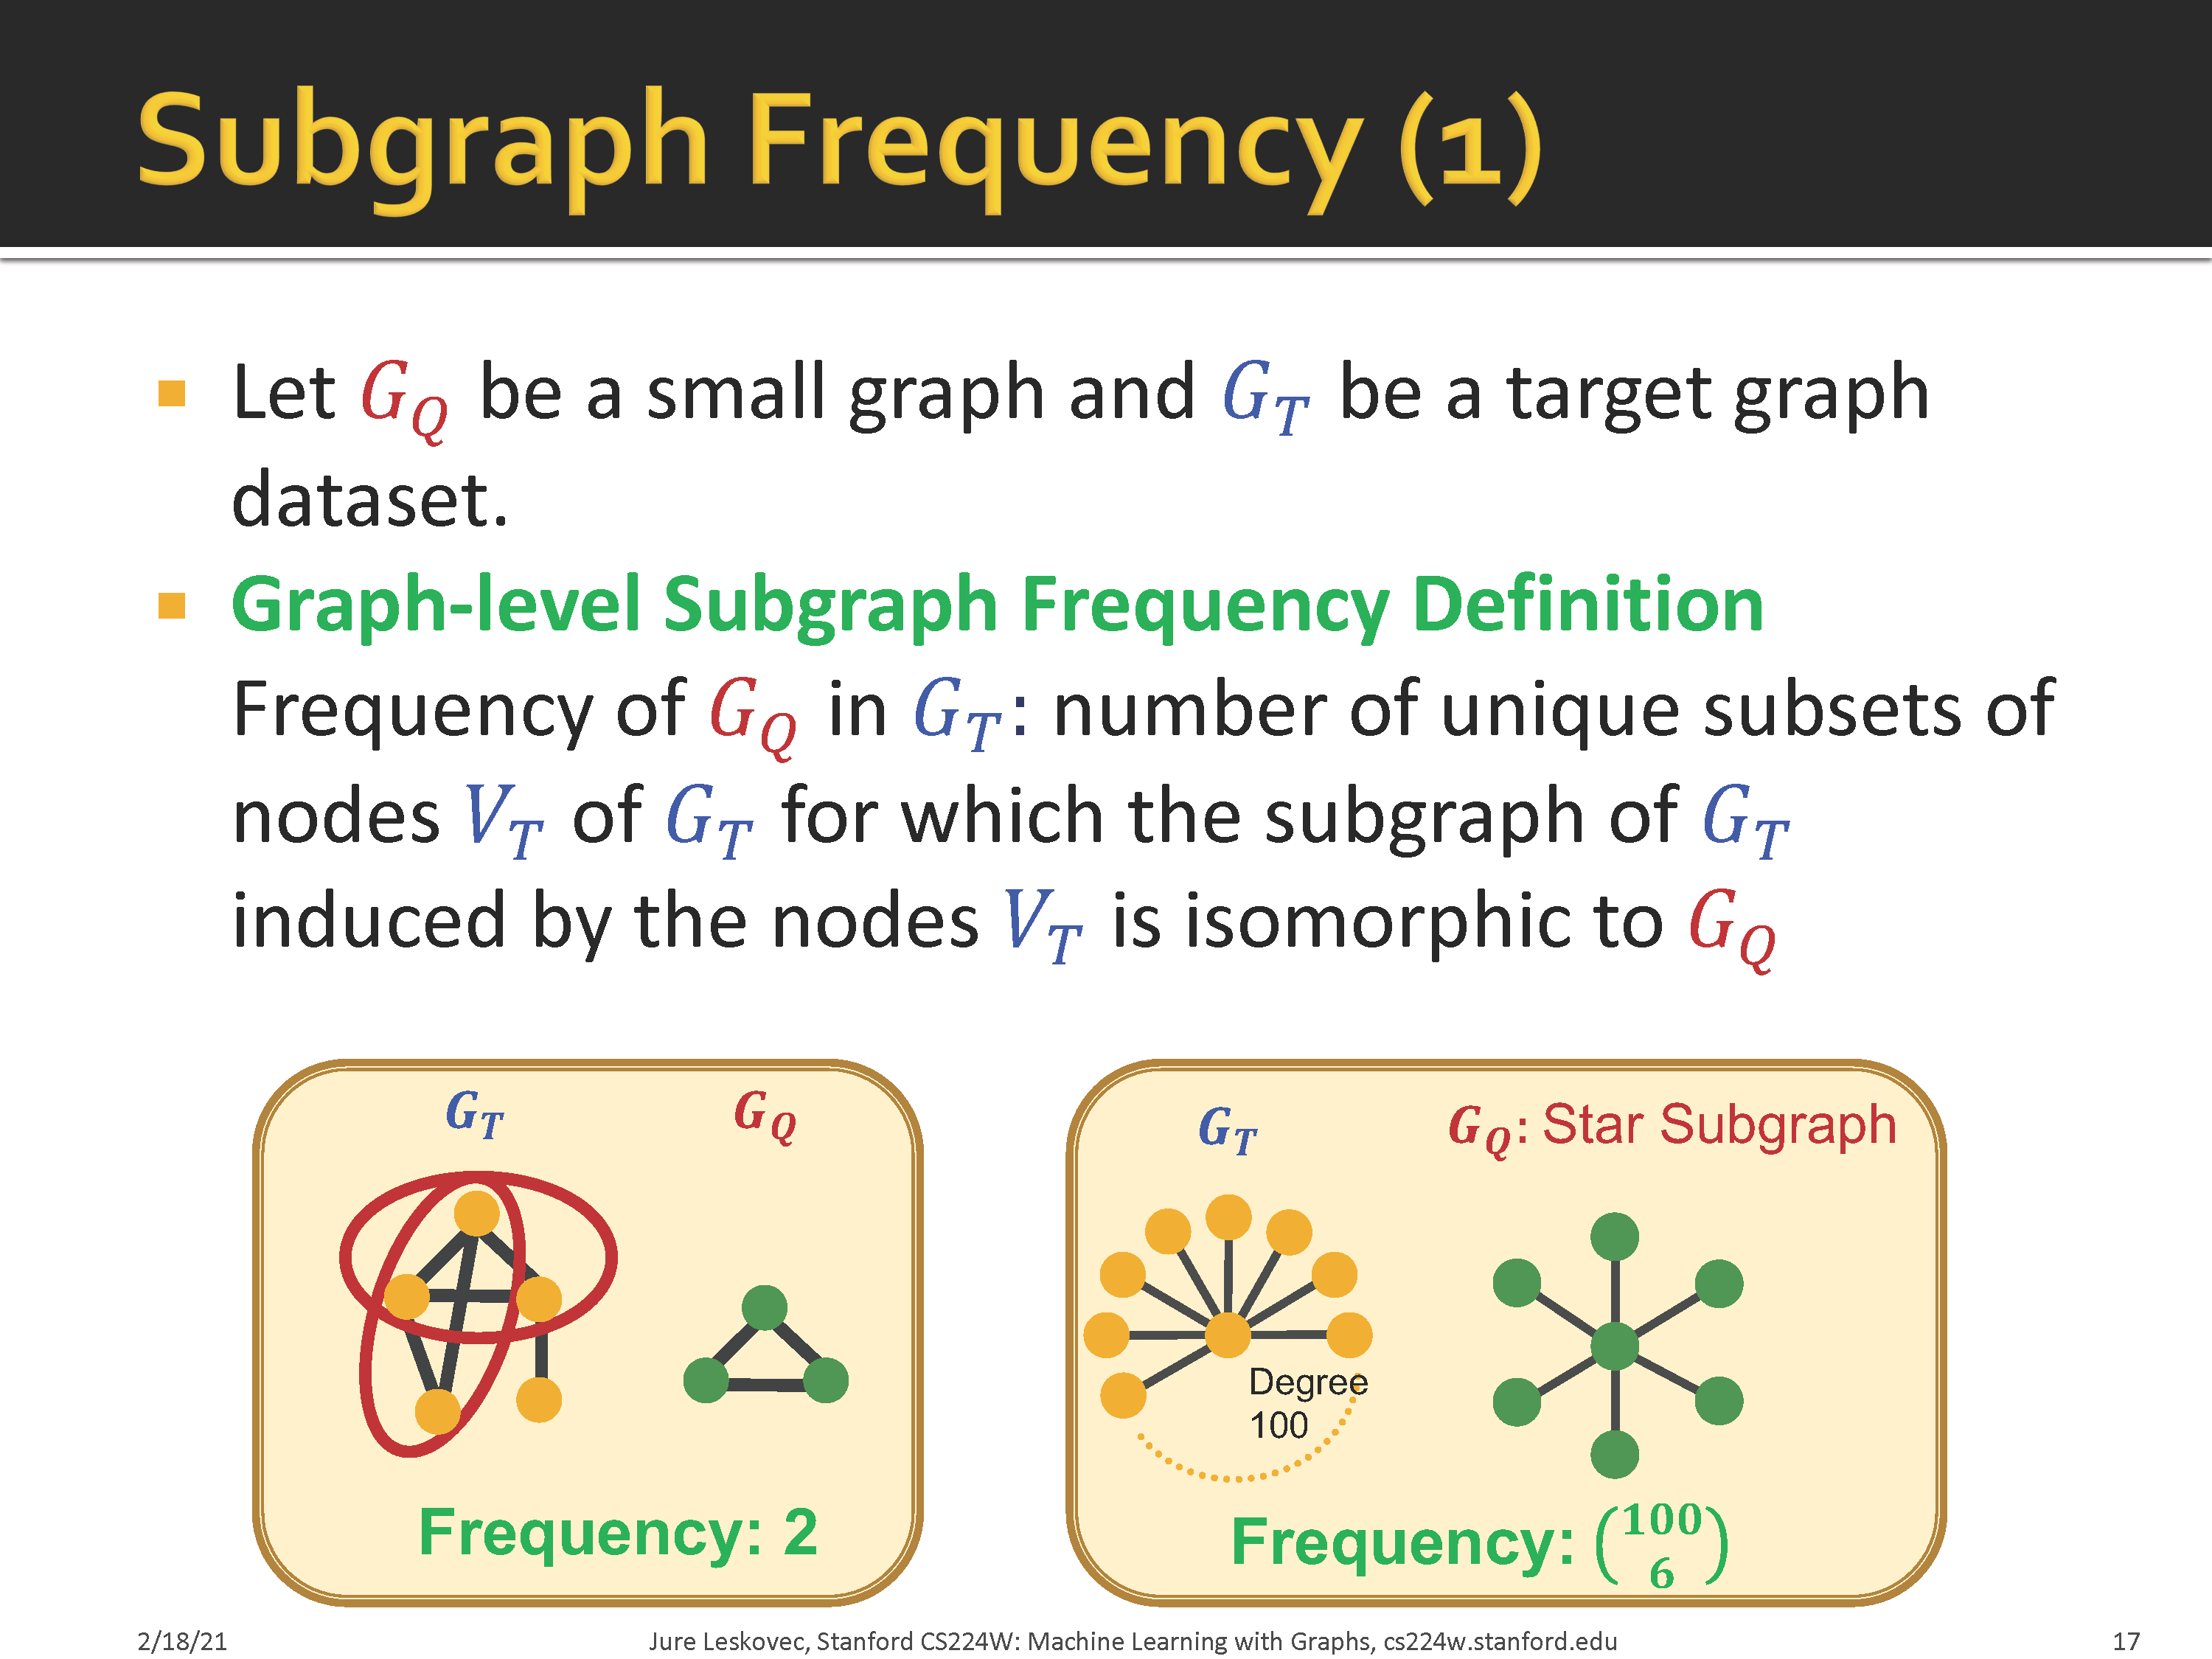 Subgraph Frequency (1)
▪ Let $G_Q$ be a small graph and $G_T$ be a target graph
dataset.
▪ Graph-level Subgraph Frequency Definition
Frequency of $G_Q$ in $G_T$: number of unique subsets of
nodes $V_T$ of $G_T$ for which the subgraph of $G_T$
induced by the nodes $V_T$ is isomorphic to $G_Q$
$G_T$ $G_Q$
Frequency: 2
$G_T$ $G_Q$: Star Subgraph
Degree
100
Frequency: $\binom{100}{6}$
2/18/21 Jure Leskovec, Stanford CS224W: Machine Learning with Graphs, cs224w.stanford.edu 17